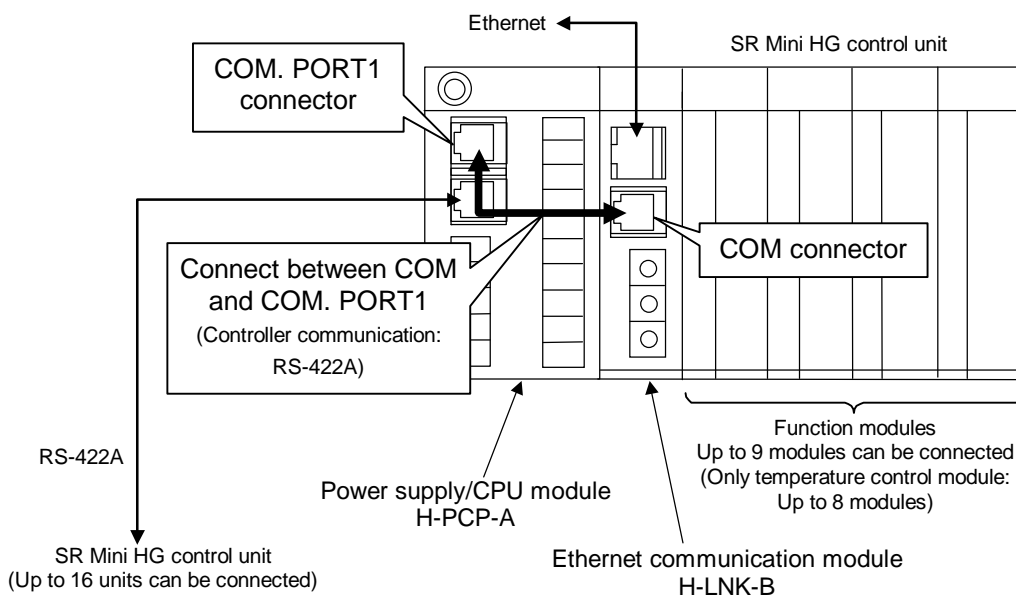 Ethernet
SR Mini HG control unit
COM. PORT1
connector
COM connector
Connect between COM
and COM. PORT1
(Controller communication:
RS-422A)
Function modules
Up to 9 modules can be connected
(Only temperature control module:
Up to 8 modules)
RS-422A
Power supply/CPU module
H-PCP-A
SR Mini HG control unit
(Up to 16 units can be connected)
Ethernet communication module
H-LNK-B